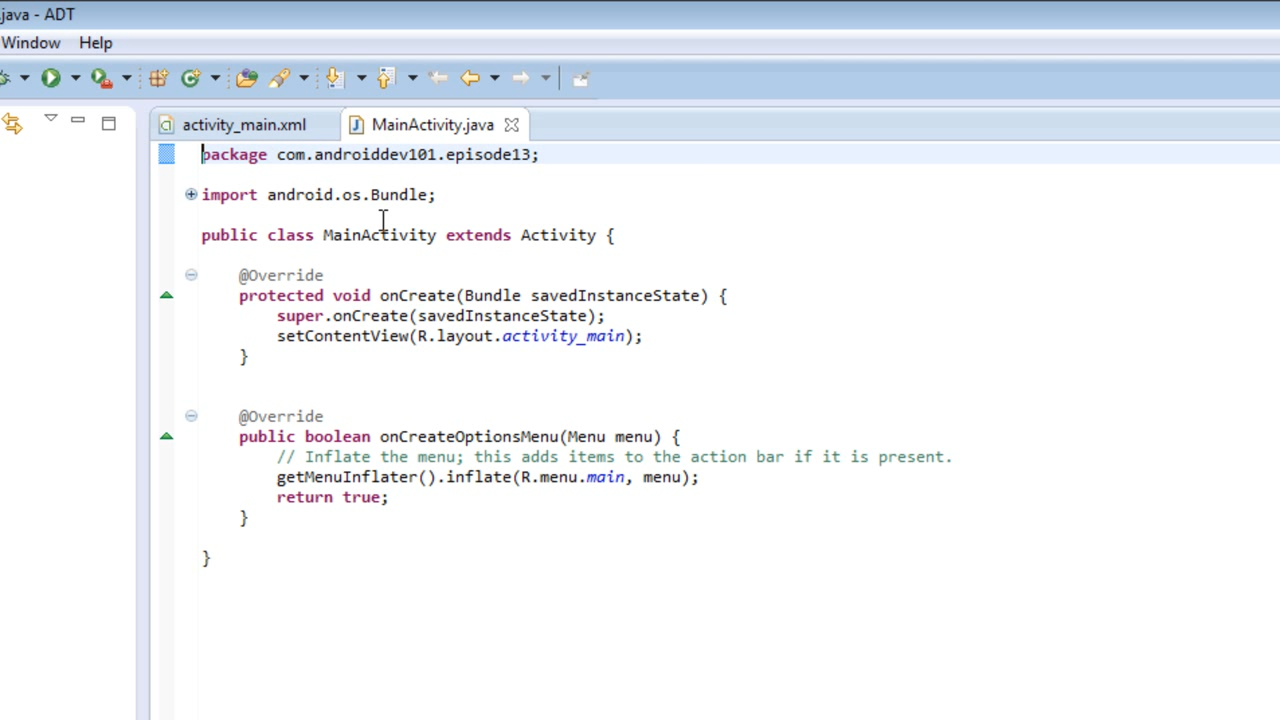 java - ADT
Window Help
activity_main.xml MainActivity.java
package com.androiddev101.episode13;
import android.os.Bundle;
public class MainActivity extends Activity {
@Override
protected void onCreate(Bundle savedInstanceState) {
super.onCreate(savedInstanceState);
setContentView(R.layout.activity_main);
}
@Override
public boolean onCreateOptionsMenu(Menu menu) {
// Inflate the menu; this adds items to the action bar if it is present.
getMenuInflater().inflate(R.menu.main, menu);
return true;
}
}